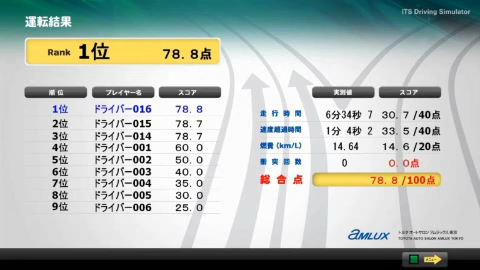 iTS Driving Simulator
運転結果
Rank 1位 78.8点
順位 プレイヤー名 スコア
1位 ドライバー016 78.8
2位 ドライバー015 78.7
3位 ドライバー014 78.7
4位 ドライバー001 60.0
5位 ドライバー002 50.0
6位 ドライバー003 40.0
7位 ドライバー004 35.0
8位 ドライバー005 30.0
9位 ドライバー006 25.0
実測値 スコア
走行時間 6分34秒 7 30.7/40点
速度超過時間 1分 4秒 2 33.5/40点
燃費(km/L) 14.64 14.6/20点
衝突回数 0 0.0点
総合点 78.8/100点
amlux
トヨタ オートサロン アムラックス東京
TOYOTA AUTO SALON AMLUX TOKYO